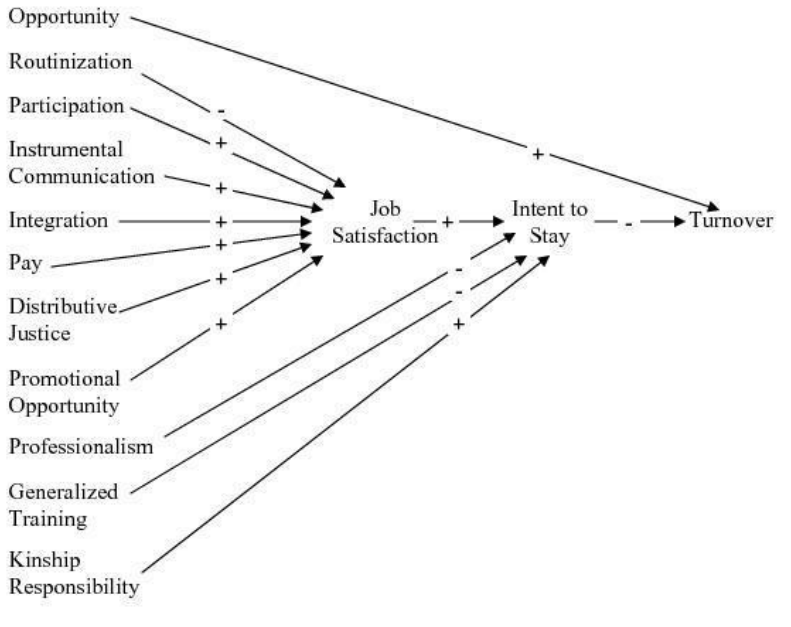 Opportunity
Routinization
-
Participation
+
+
Instrumental
Communication
+
Integration
+
Job
Satisfaction
+
Intent to
Stay
-
Turnover
+
Pay
-
+
Distributive
Justice
-
+
+
Promotional
Opportunity
Professionalism
Generalized
Training
Kinship
Responsibility